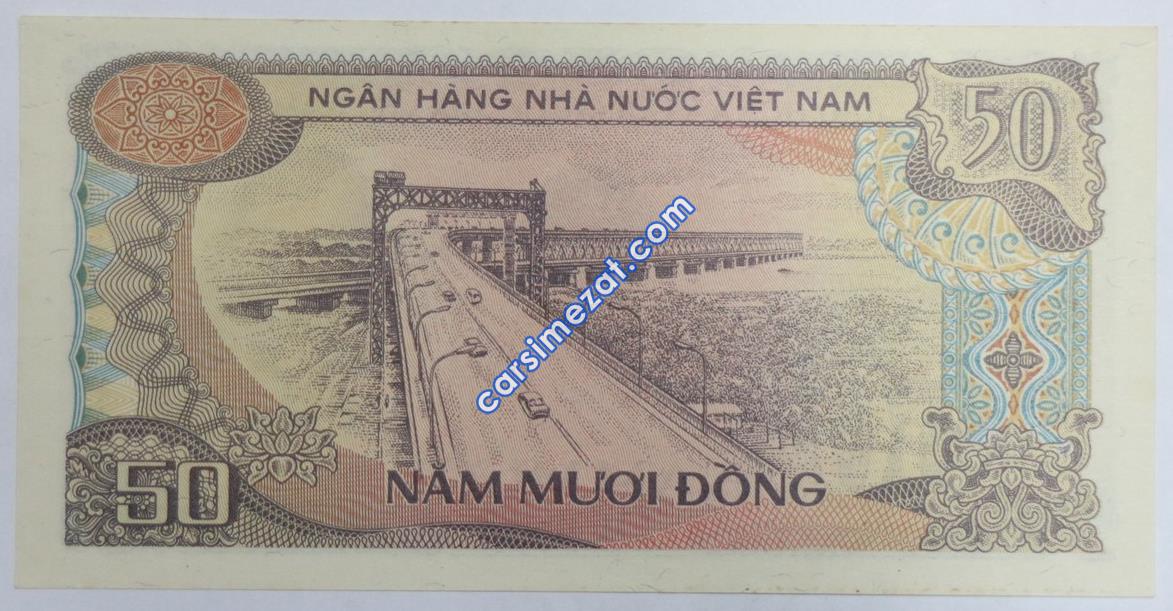 NGÂN HÀNG NHÀ NƯỚC VIỆT NAM
50
carsimezat.com
50
NĂM MƯƠI ĐỒNG